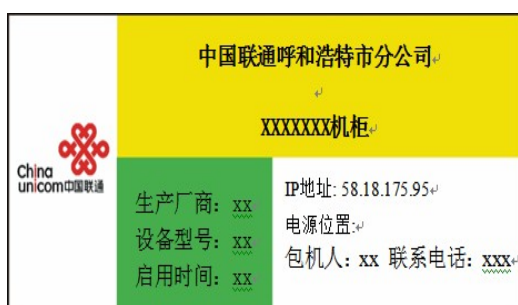 中国联通呼和浩特市分公司
XXXXXXX机柜
China
unicom中国联通
生产厂商：xx
设备型号：xx
启用时间：xx
IP地址: 58.18.175.95
电源位置:
包机人：xx 联系电话：xxx